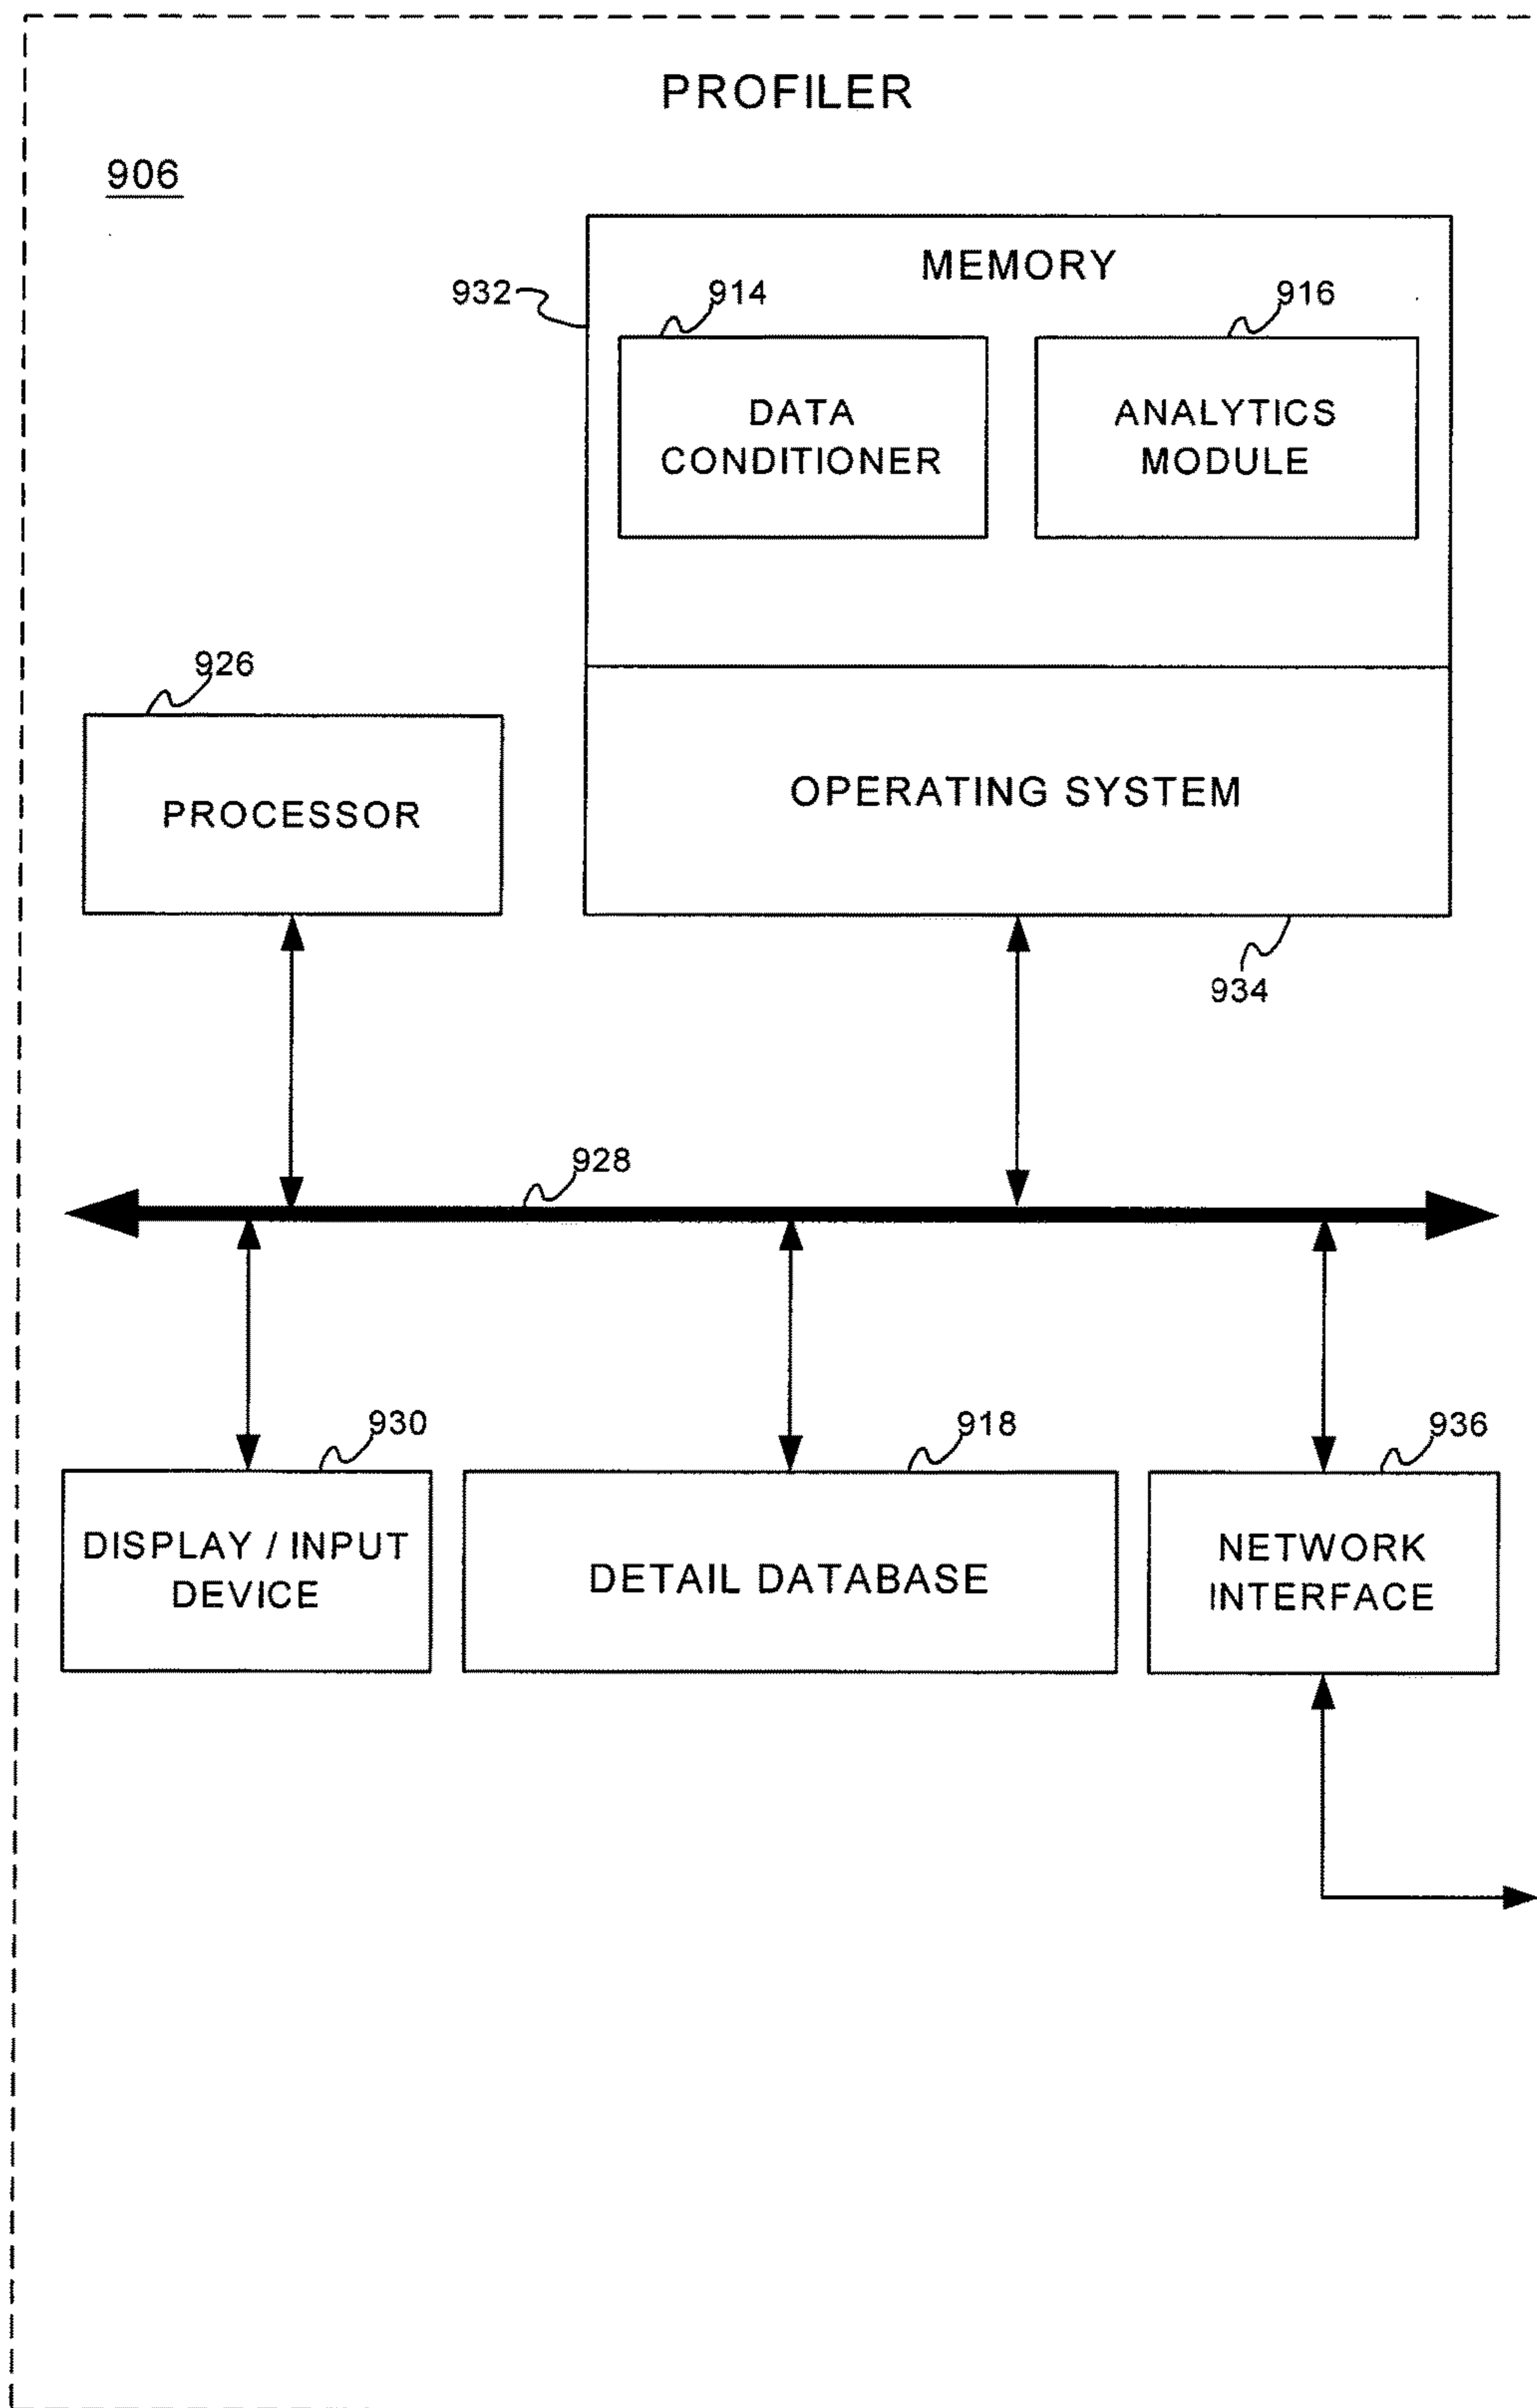 PROFILER
906
MEMORY
932
914
916
DATA
CONDITIONER
ANALYTICS
MODULE
926
PROCESSOR
OPERATING SYSTEM
934
928
930
918
936
DISPLAY / INPUT
DEVICE
DETAIL DATABASE
NETWORK
INTERFACE